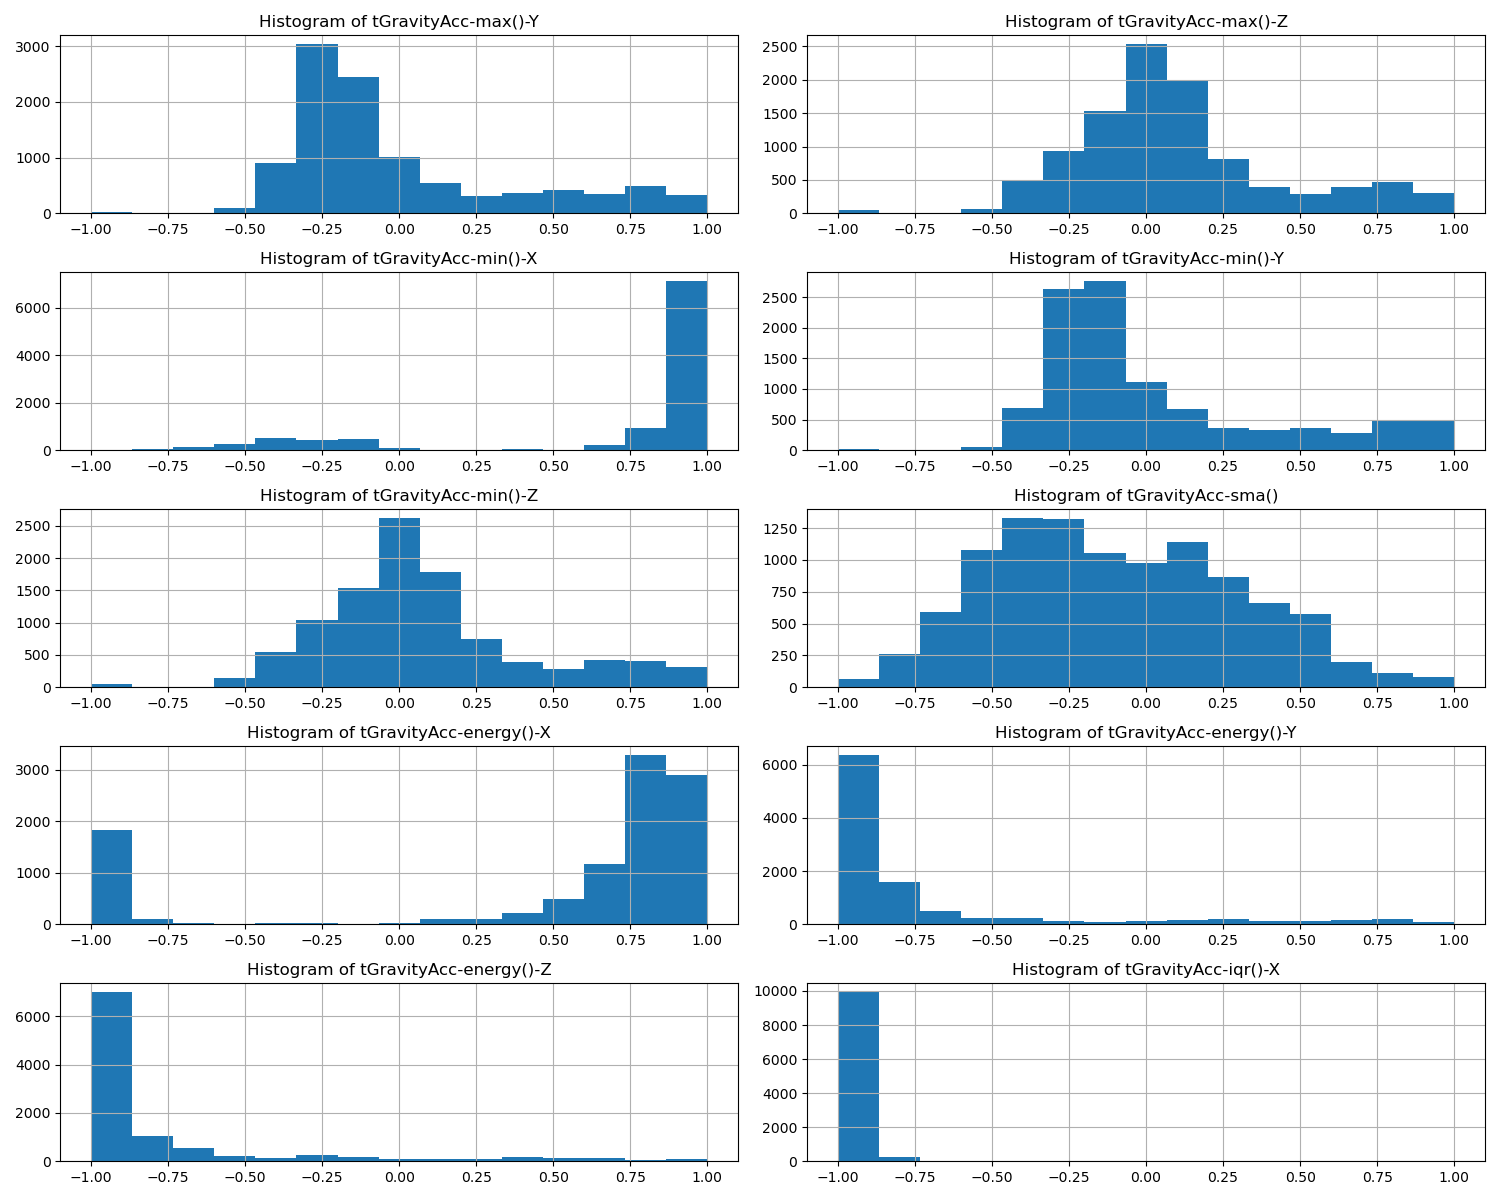 Histogram of tGravityAcc-max()-Y
3000
2000
1000
0
−1.00 −0.75 −0.50 −0.25 0.00 0.25 0.50 0.75 1.00
Histogram of tGravityAcc-max()-Z
2500
2000
1500
1000
500
0
−1.00 −0.75 −0.50 −0.25 0.00 0.25 0.50 0.75 1.00
Histogram of tGravityAcc-min()-X
6000
4000
2000
0
−1.00 −0.75 −0.50 −0.25 0.00 0.25 0.50 0.75 1.00
Histogram of tGravityAcc-min()-Y
2500
2000
1500
1000
500
0
−1.00 −0.75 −0.50 −0.25 0.00 0.25 0.50 0.75 1.00
Histogram of tGravityAcc-min()-Z
2500
2000
1500
1000
500
0
−1.00 −0.75 −0.50 −0.25 0.00 0.25 0.50 0.75 1.00
Histogram of tGravityAcc-sma()
1250
1000
750
500
250
0
−1.00 −0.75 −0.50 −0.25 0.00 0.25 0.50 0.75 1.00
Histogram of tGravityAcc-energy()-X
3000
2000
1000
0
−1.00 −0.75 −0.50 −0.25 0.00 0.25 0.50 0.75 1.00
Histogram of tGravityAcc-energy()-Y
6000
4000
2000
0
−1.00 −0.75 −0.50 −0.25 0.00 0.25 0.50 0.75 1.00
Histogram of tGravityAcc-energy()-Z
6000
4000
2000
0
−1.00 −0.75 −0.50 −0.25 0.00 0.25 0.50 0.75 1.00
Histogram of tGravityAcc-iqr()-X
10000
8000
6000
4000
2000
0
−1.00 −0.75 −0.50 −0.25 0.00 0.25 0.50 0.75 1.00